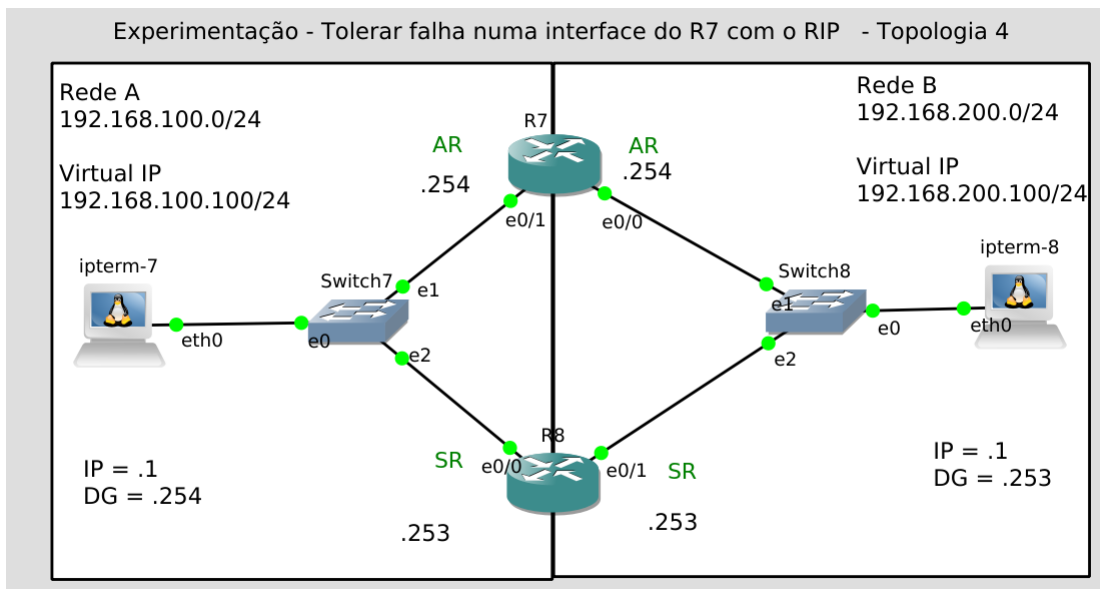 Experimentação - Tolerar falha numa interface do R7 com o RIP - Topologia 4
Rede A
192.168.100.0/24
Virtual IP
192.168.100.100/24
Rede B
192.168.200.0/24
Virtual IP
192.168.200.100/24
R7
AR
.254
AR
.254
e0/1
e0/0
ipterm-7
eth0
Switch7
e0
e1
e2
Switch8
e1
e0
e2
ipterm-8
eth0
R8
SR
e0/0
e0/1
SR
.253
.253
IP = .1
DG = .254
IP = .1
DG = .253